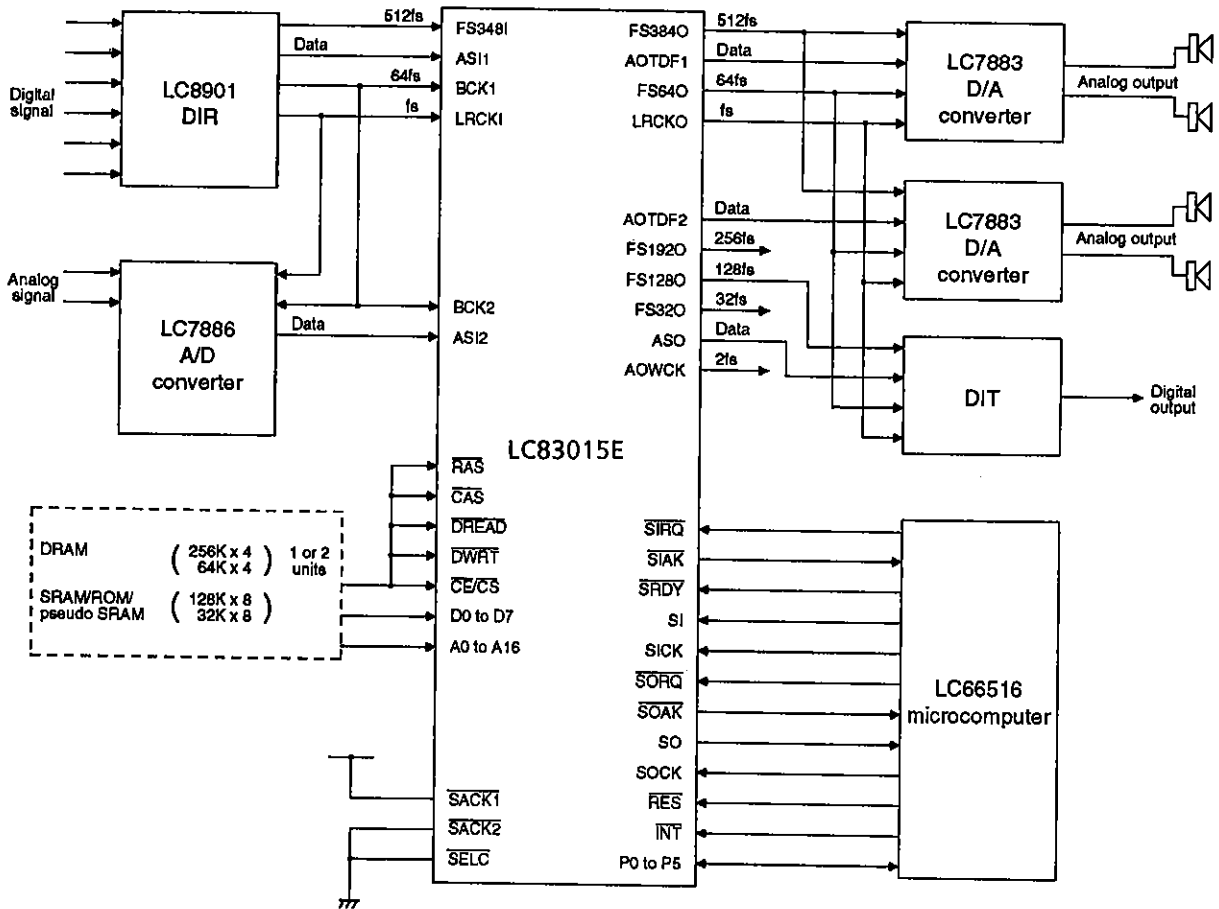 Digital
signal
LC8901
DIR
512fs
Data
64fs
fs
FS348I
ASI1
BCK1
LRCKI
Analog
signal
LC7886
A/D
converter
Data
BCK2
ASI2
LC83015E
RAS
CAS
DREAD
DWRT
CE/CS
D0 to D7
A0 to A16
DRAM
( 256K x 4
64K x 4 )
1 or 2
units
SRAM/ROM/
pseudo SRAM
( 128K x 8
32K x 8 )
SACK1
SACK2
SELC
FS384O
AOTDF1
FS64O
LRCKO
512fs
Data
64fs
fs
LC7883
D/A
converter
Analog output
AOTDF2
FS192O
FS128O
FS32O
ASO
AOWCK
Data
256fs
128fs
32fs
Data
2fs
LC7883
D/A
converter
Analog output
DIT
Digital
output
SIRQ
SIAK
SRDY
SI
SICK
SORQ
SOAK
SO
SOCK
RES
INT
P0 to P5
LC66516
microcomputer